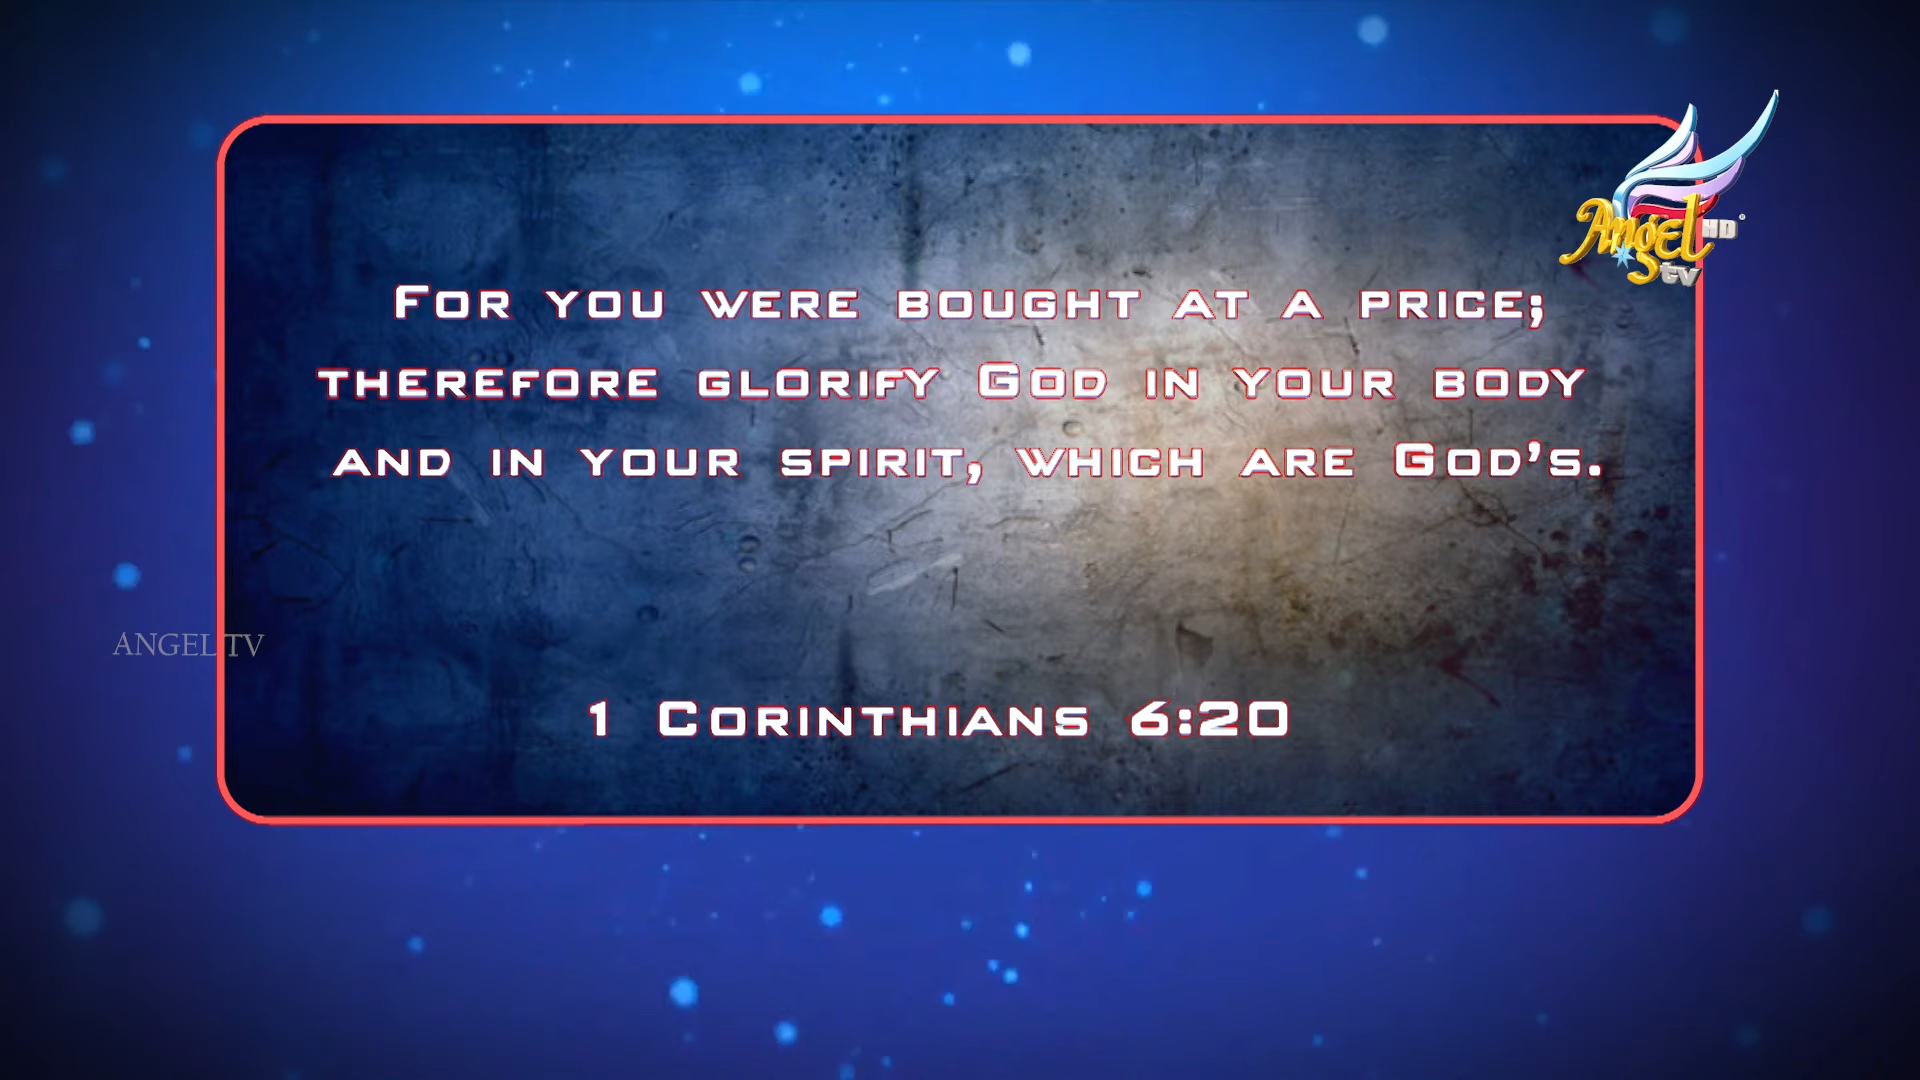 Angel HD
tv
For you were bought at a price;
therefore glorify God in your body
and in your spirit, which are God's.
ANGEL TV
1 Corinthians 6:20